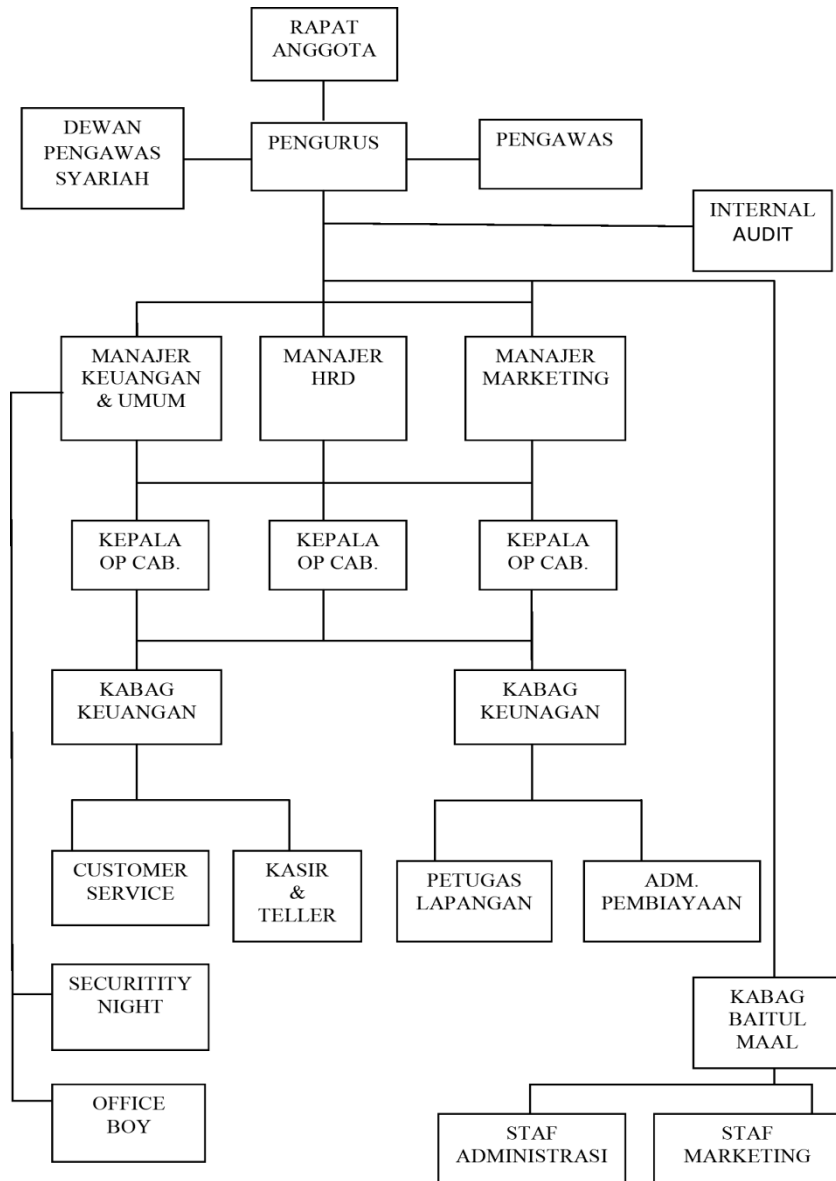 RAPAT
ANGGOTA
DEWAN
PENGAWAS
SYARIAH
PENGURUS
PENGAWAS
INTERNAL
AUDIT
MANAJER
KEUANGAN
& UMUM
MANAJER
HRD
MANAJER
MARKETING
KEPALA
OP CAB.
KEPALA
OP CAB.
KEPALA
OP CAB.
KABAG
KEUANGAN
KABAG
KEUNAGAN
CUSTOMER
SERVICE
KASIR
&
TELLER
PETUGAS
LAPANGAN
ADM.
PEMBIAYAAN
SECURITITY
NIGHT
KABAG
BAITUL
MAAL
OFFICE
BOY
STAF
ADMINISTRASI
STAF
MARKETING